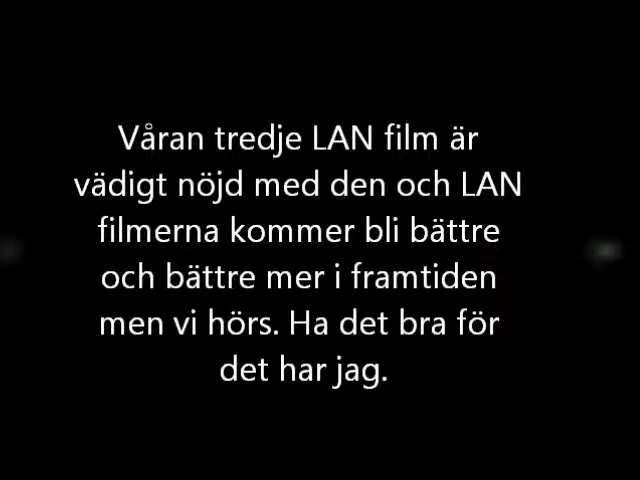 Våran tredje LAN film är
vädigt nöjd med den och LAN
filmerna kommer bli bättre
och bättre mer i framtiden
men vi hörs. Ha det bra för
det har jag.